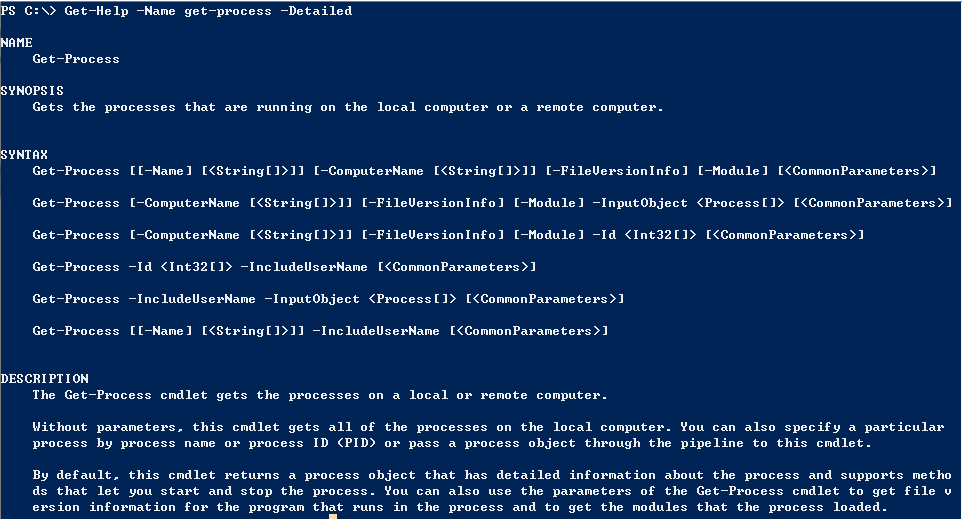 PS C:\> Get-Help -Name get-process -Detailed
NAME
Get-Process
SYNOPSIS
Gets the processes that are running on the local computer or a remote computer.
SYNTAX
Get-Process [[-Name] [<String[]>]] [-ComputerName [<String[]>]] [-FileVersionInfo] [-Module] [<CommonParameters>]
Get-Process [-ComputerName [<String[]>]] [-FileVersionInfo] [-Module] -InputObject <Process[]> [<CommonParameters>]
Get-Process [-ComputerName [<String[]>]] [-FileVersionInfo] [-Module] -Id <Int32[]> [<CommonParameters>]
Get-Process -Id <Int32[]> -IncludeUserName [<CommonParameters>]
Get-Process -IncludeUserName -InputObject <Process[]> [<CommonParameters>]
Get-Process [[-Name] [<String[]>]] -IncludeUserName [<CommonParameters>]
DESCRIPTION
The Get-Process cmdlet gets the processes on a local or remote computer.
Without parameters, this cmdlet gets all of the processes on the local computer. You can also specify a particular
process by process name or process ID (PID) or pass a process object through the pipeline to this cmdlet.
By default, this cmdlet returns a process object that has detailed information about the process and supports metho
ds that let you start and stop the process. You can also use the parameters of the Get-Process cmdlet to get file v
ersion information for the program that runs in the process and to get the modules that the process loaded.